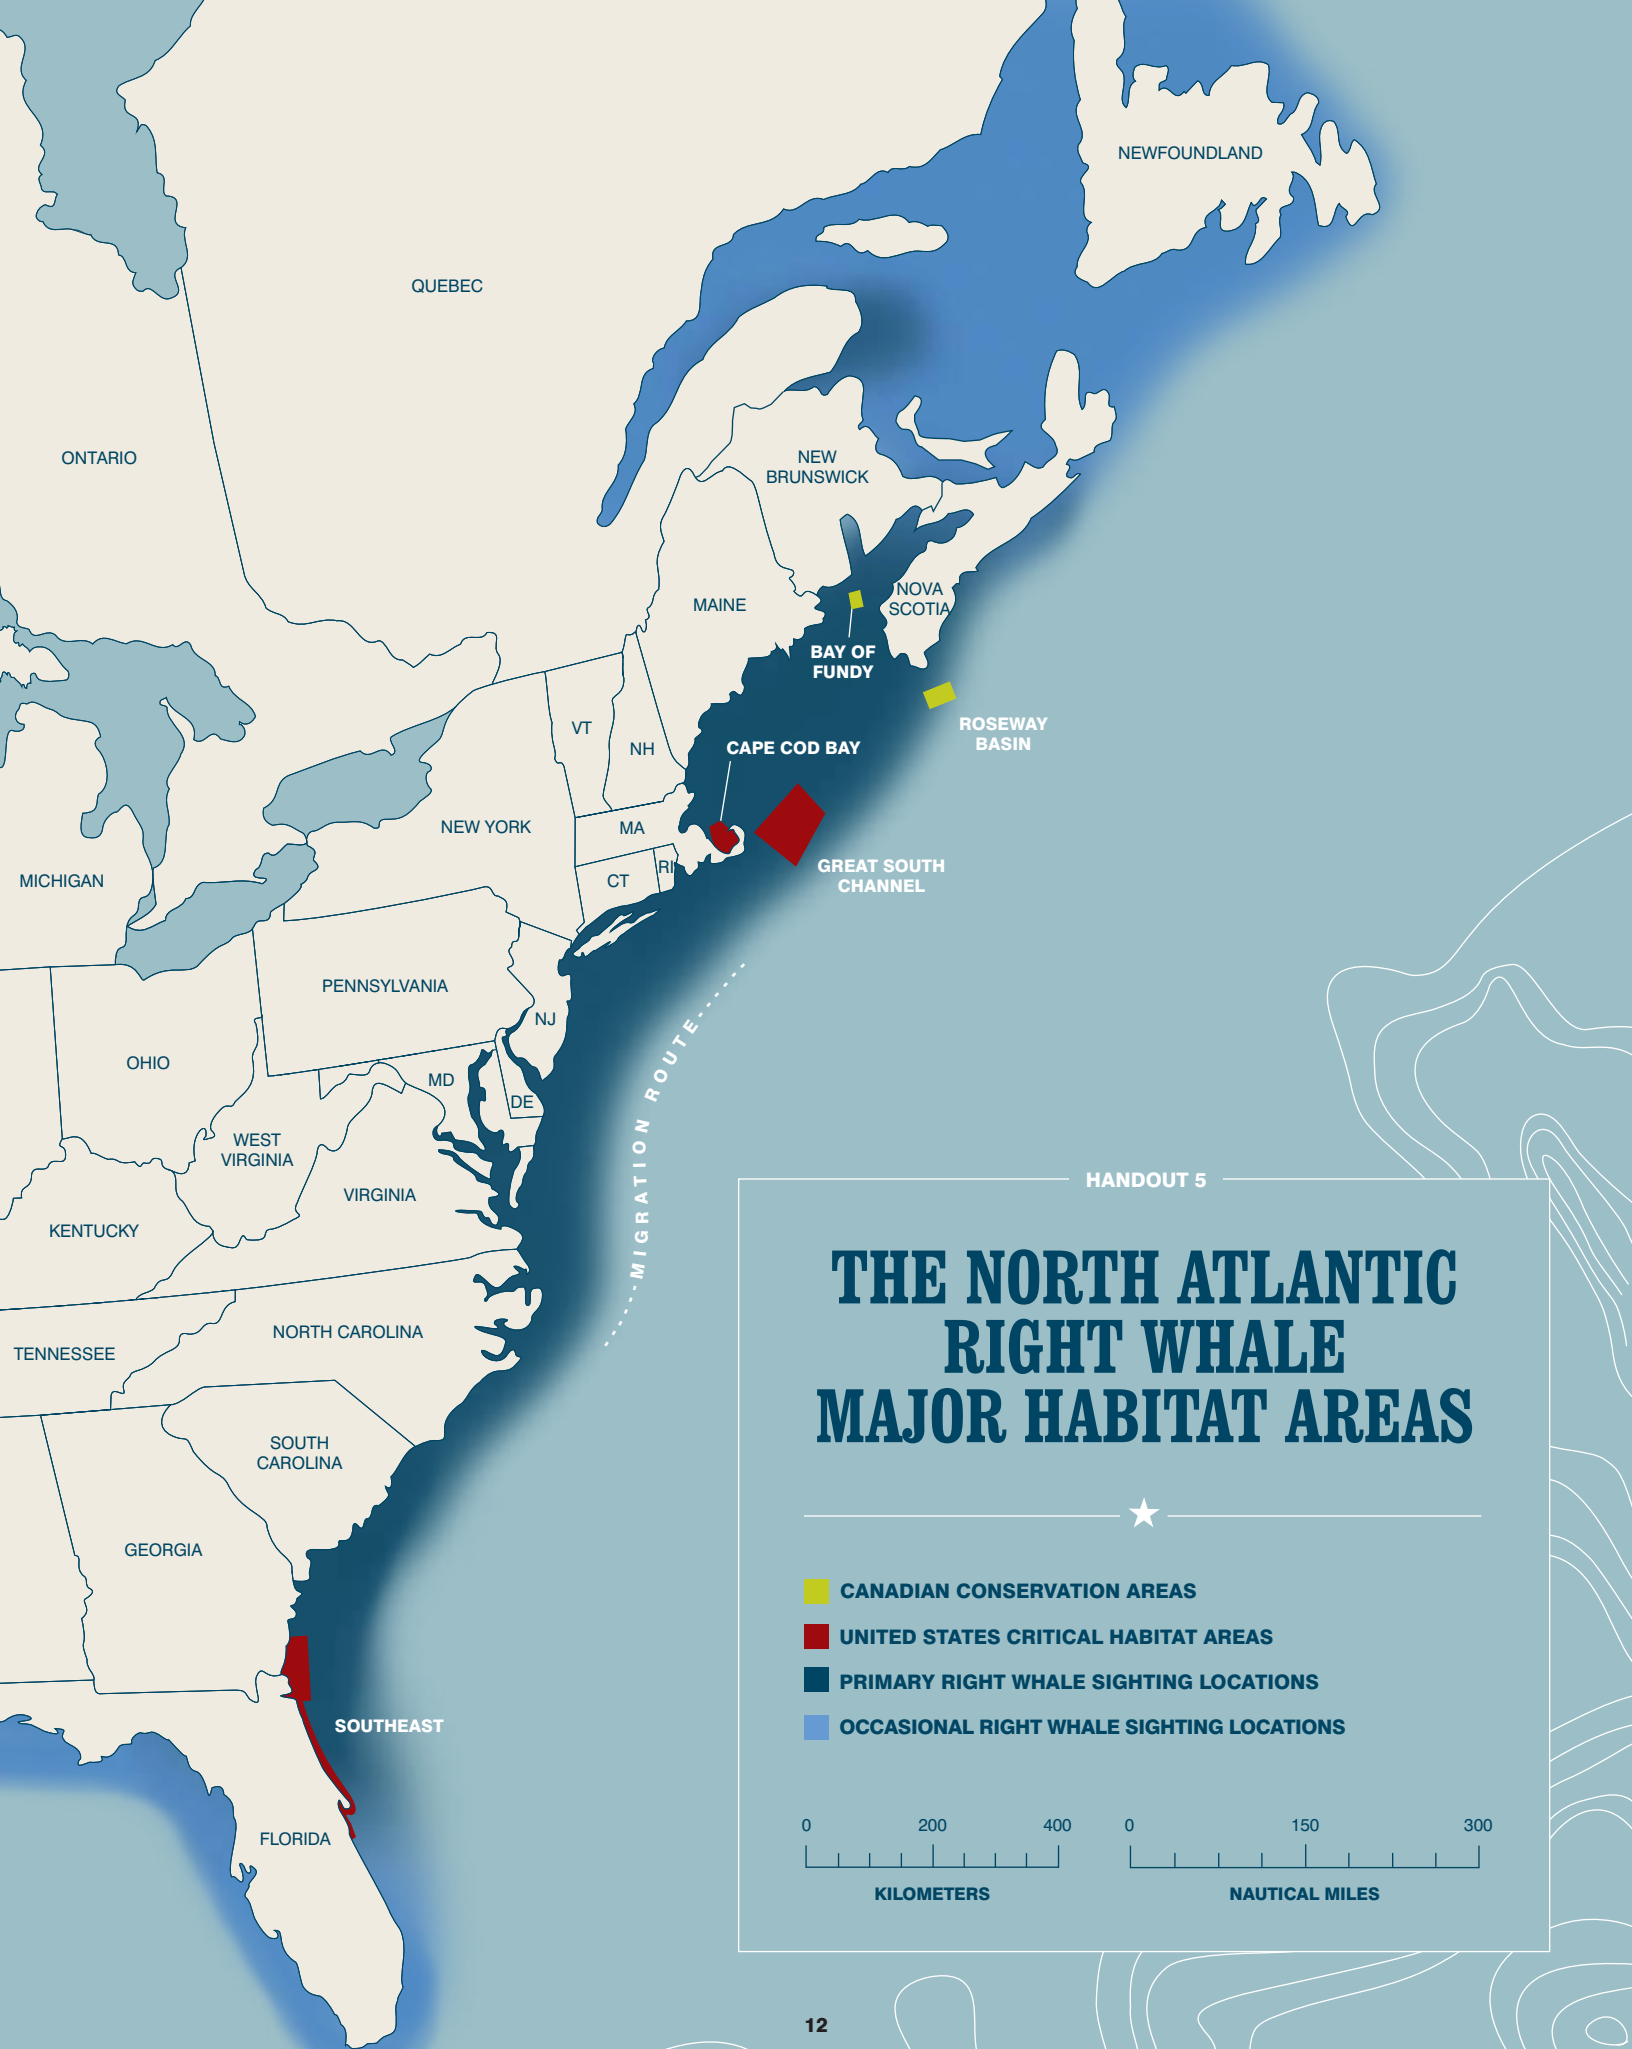 NEWFOUNDLAND
QUEBEC
ONTARIO
NEW
BRUNSWICK
NOVA
SCOTIA
MAINE
BAY OF
FUNDY
ROSEWAY
BASIN
VT
NH
CAPE COD BAY
NEW YORK
MA
GREAT SOUTH
CHANNEL
RI
CT
MICHIGAN
PENNSYLVANIA
NJ
OHIO
MD
DE
MIGRATION ROUTE
WEST
VIRGINIA
VIRGINIA
KENTUCKY
NORTH CAROLINA
TENNESSEE
SOUTH
CAROLINA
GEORGIA
SOUTHEAST
FLORIDA
HANDOUT 5
THE NORTH ATLANTIC
RIGHT WHALE
MAJOR HABITAT AREAS
CANADIAN CONSERVATION AREAS
UNITED STATES CRITICAL HABITAT AREAS
PRIMARY RIGHT WHALE SIGHTING LOCATIONS
OCCASIONAL RIGHT WHALE SIGHTING LOCATIONS
0 200 400
KILOMETERS
0 150 300
NAUTICAL MILES
12